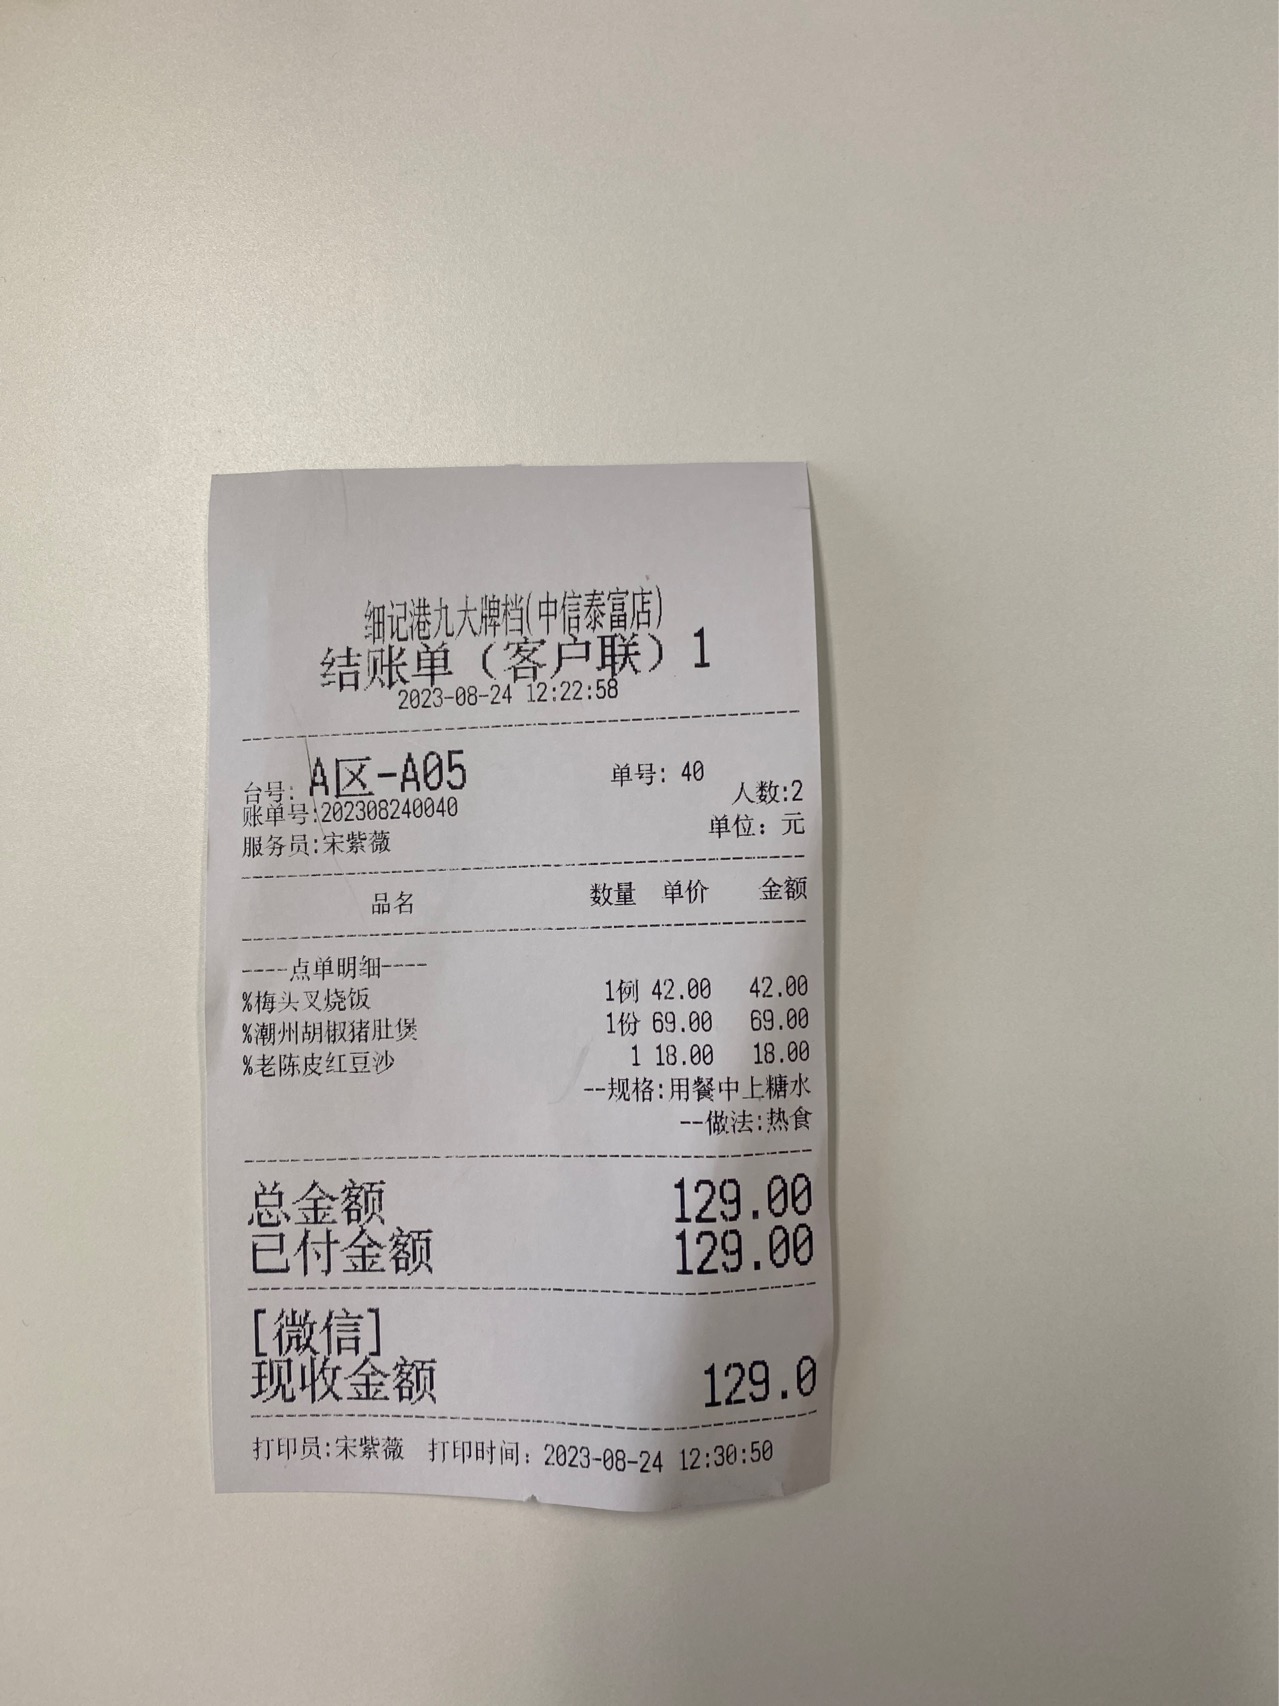 细记港九大牌档(中信泰富店)
结账单（客户联）1
2023-08-24 12:22:58
台号: A区-A05 单号: 40
账单号:202308240040 人数:2
服务员:宋紫薇 单位：元
品名 数量 单价 金额
----点单明细----
%梅头叉烧饭 1例 42.00 42.00
%潮州胡椒猪肚煲 1份 69.00 69.00
%老陈皮红豆沙 1 18.00 18.00
--规格:用餐中上糖水
--做法:热食
总金额 129.00
已付金额 129.00
[微信]
现收金额 129.0
打印员:宋紫薇 打印时间：2023-08-24 12:30:50